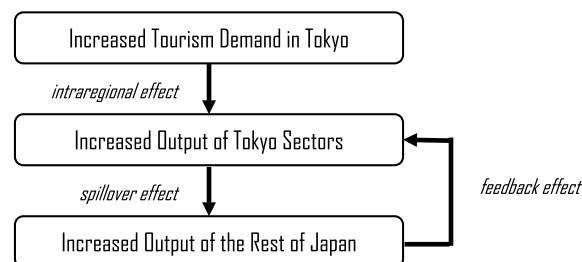 Increased Tourism Demand in Tokyo
intraregional effect
Increased Output of Tokyo Sectors
spillover effect
feedback effect
Increased Output of the Rest of Japan